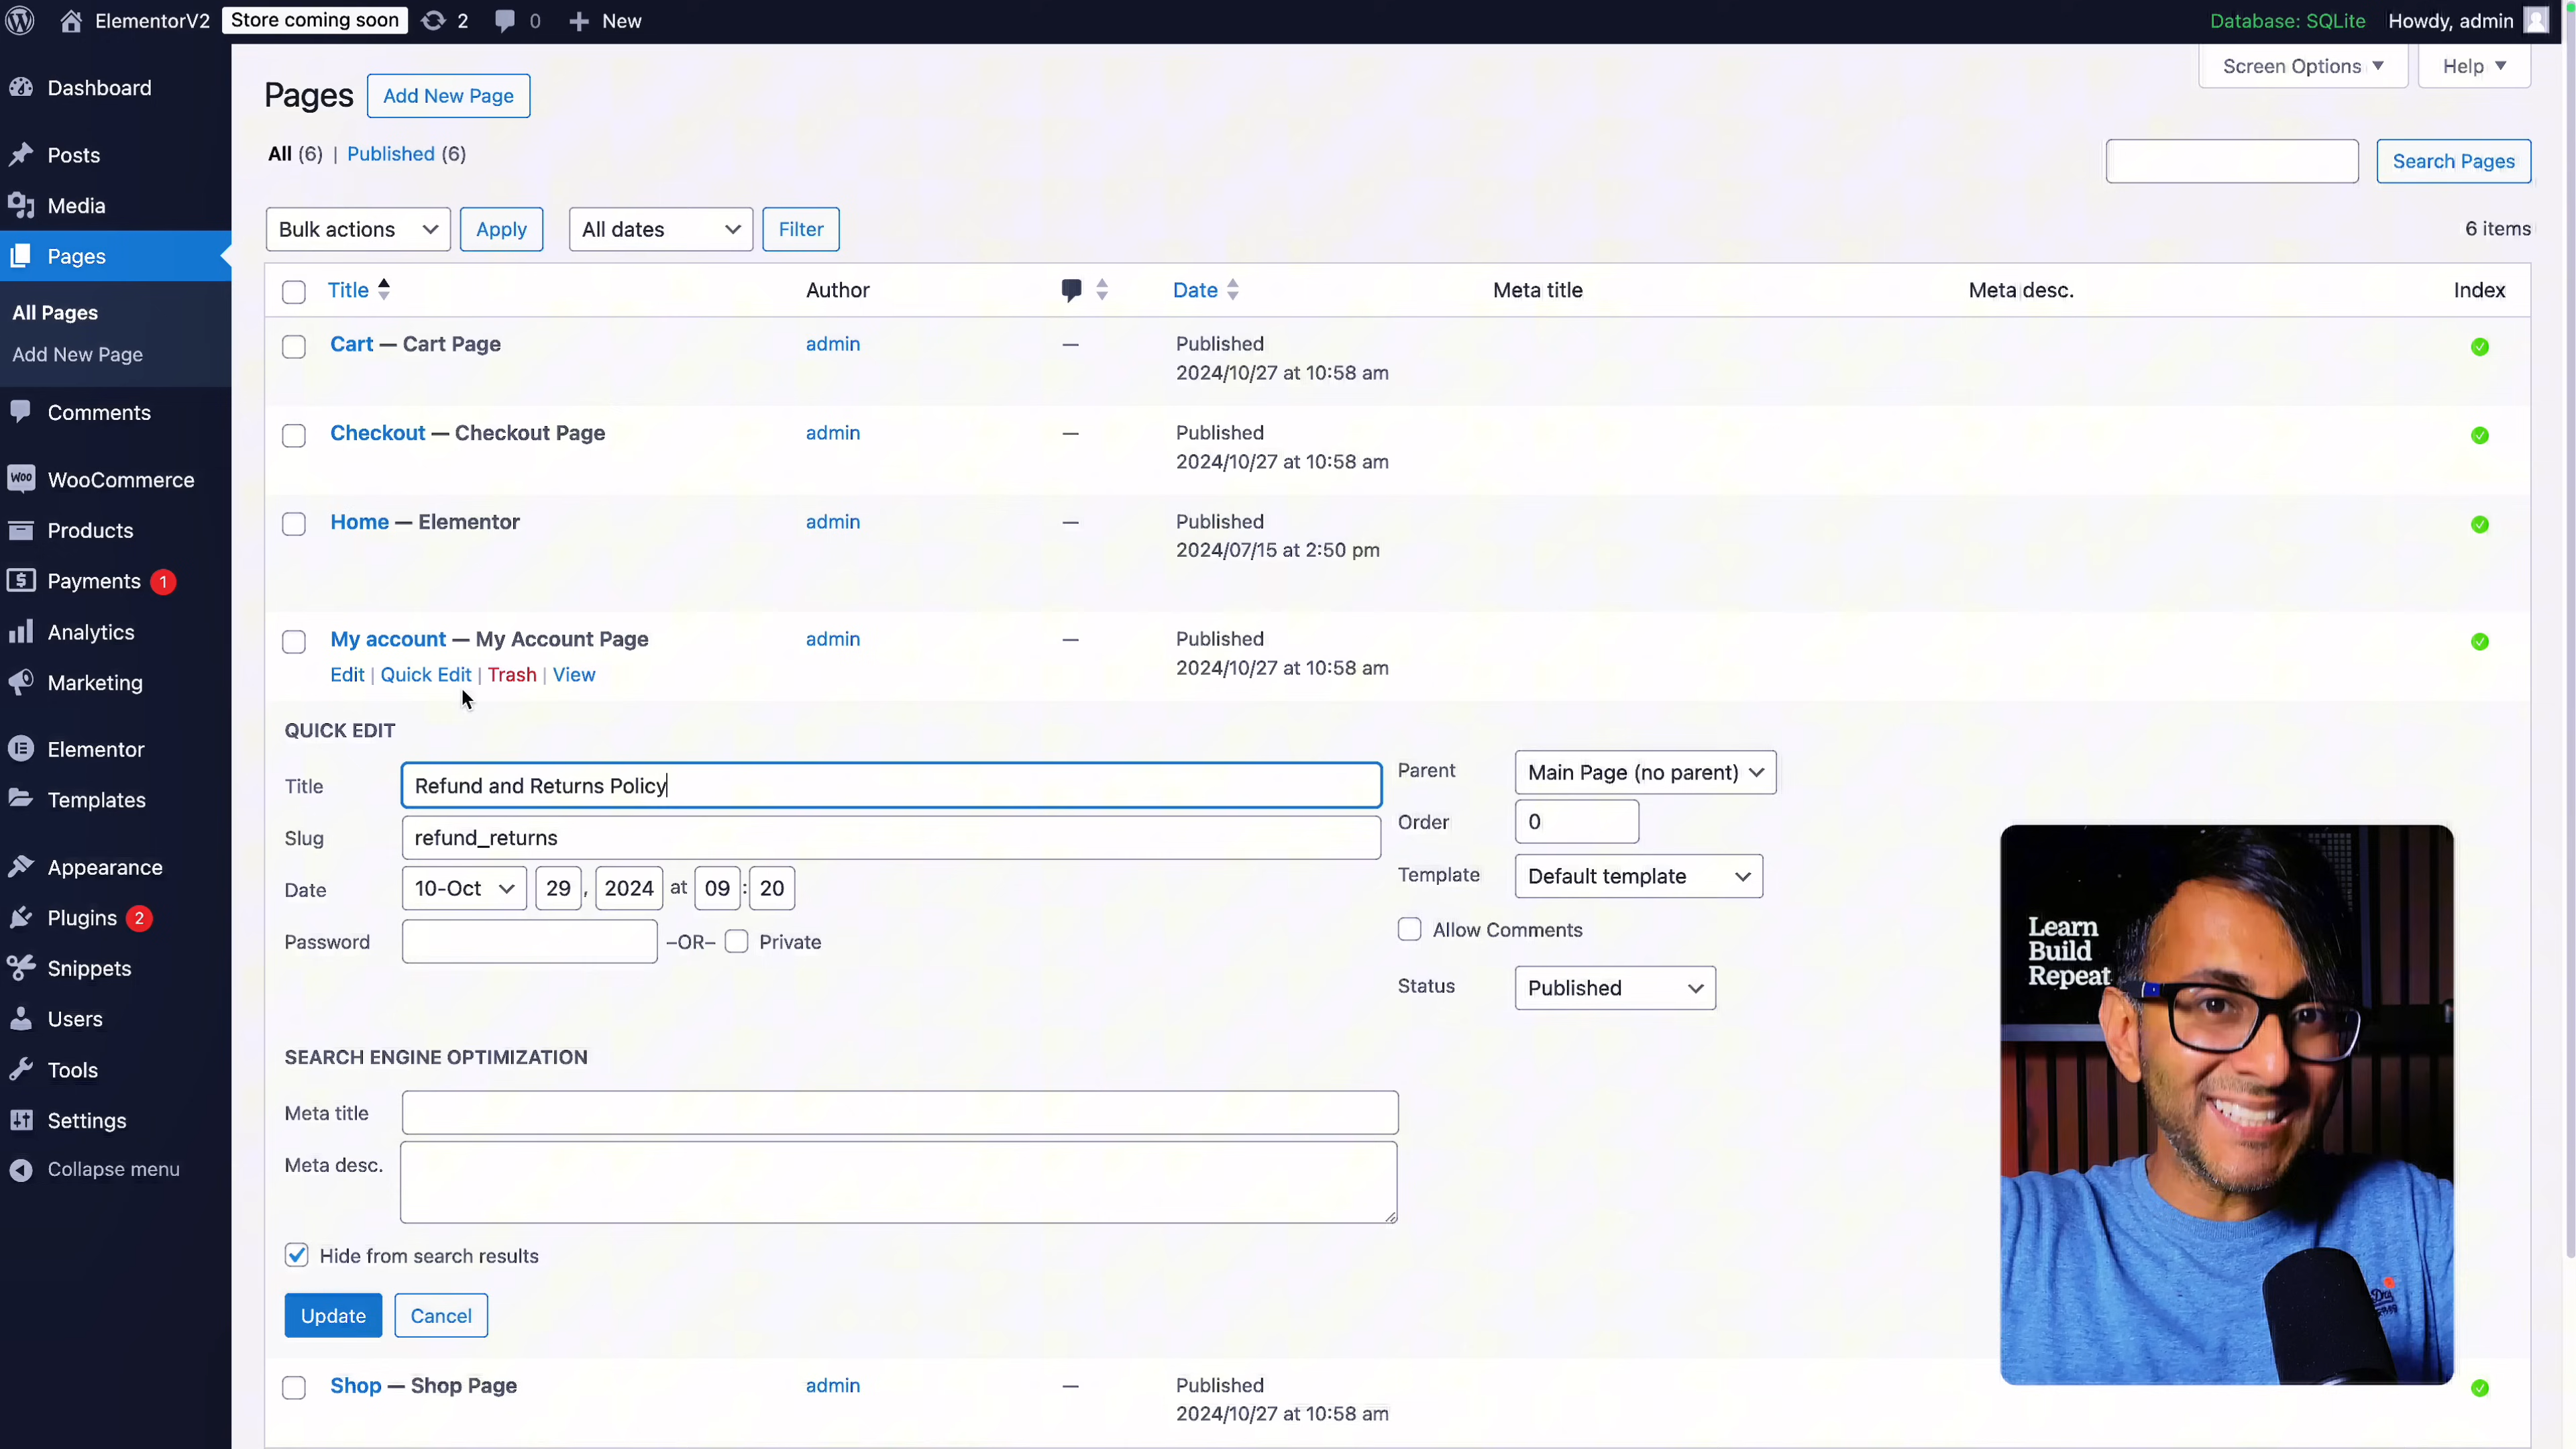 ElementorV2 Store coming soon 2 0 New Database: SQLite Howdy, admin
Dashboard
Posts
Media
Pages
All Pages
Add New Page
Comments
WooCommerce
Products
Payments 1
Analytics
Marketing
Elementor
Templates
Appearance
Plugins 2
Snippets
Users
Tools
Settings
Collapse menu
Screen Options Help
Pages Add New Page
All (6) | Published (6)
Search Pages
Bulk actions Apply All dates Filter 6 items
Title Author Date Meta title Meta desc. Index
Cart — Cart Page admin — Published
2024/10/27 at 10:58 am
Checkout — Checkout Page admin — Published
2024/10/27 at 10:58 am
Home — Elementor admin — Published
2024/07/15 at 2:50 pm
My account — My Account Page admin — Published
Edit | Quick Edit | Trash | View 2024/10/27 at 10:58 am
QUICK EDIT
Title Refund and Returns Policy
Slug refund_returns
Date 10-Oct 29 , 2024 at 09 : 20
Password –OR– Private
Parent Main Page (no parent)
Order 0
Template Default template
Allow Comments
Status Published
SEARCH ENGINE OPTIMIZATION
Meta title
Meta desc.
Hide from search results
Update Cancel
Learn
Build
Repeat
Shop — Shop Page admin — Published
2024/10/27 at 10:58 am